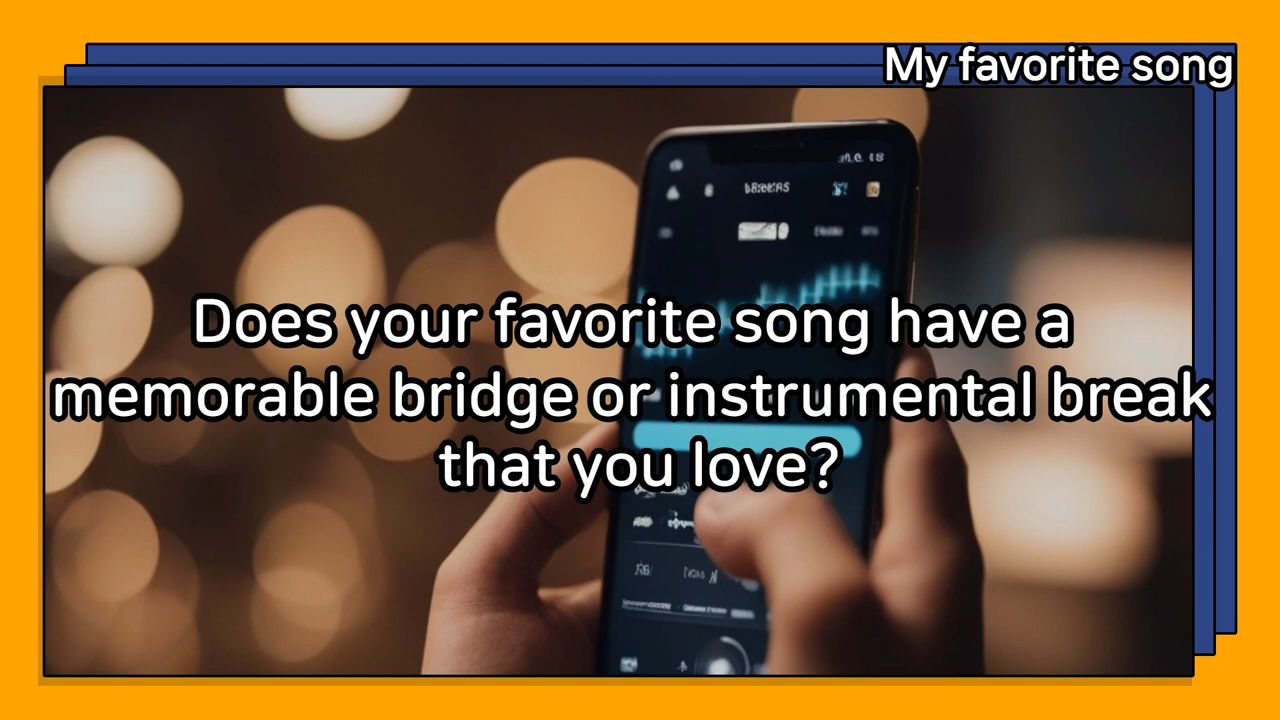 My favorite song
Does your favorite song have a
memorable bridge or instrumental break
that you love?